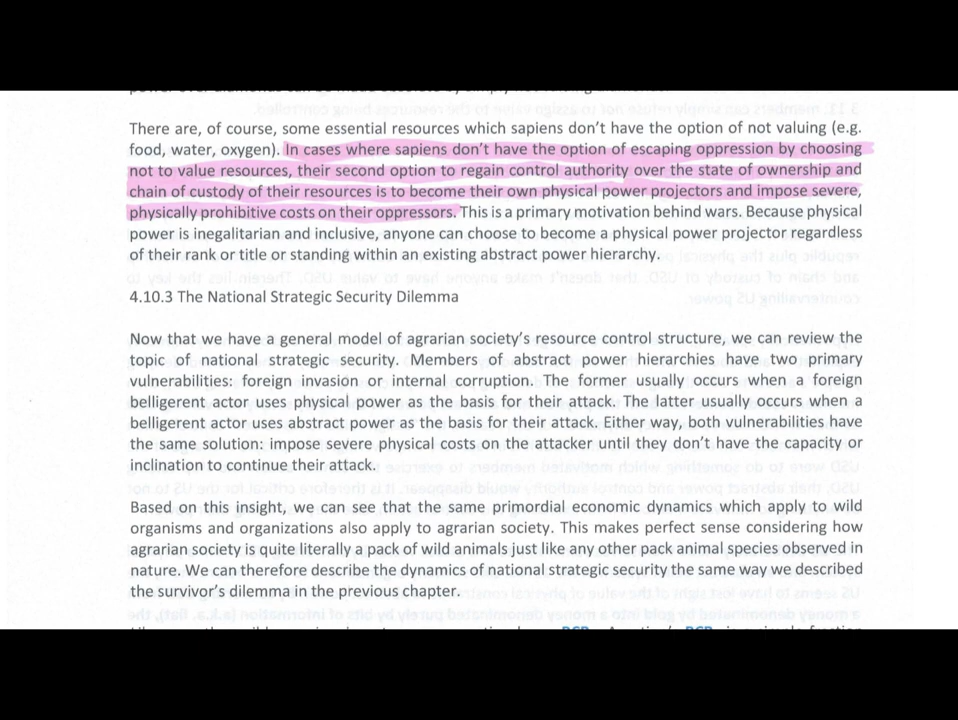 There are, of course, some essential resources which sapiens don't have the option of not valuing (e.g.
food, water, oxygen). In cases where sapiens don't have the option of escaping oppression by choosing
not to value resources, their second option to regain control authority over the state of ownership and
chain of custody of their resources is to become their own physical power projectors and impose severe,
physically prohibitive costs on their oppressors. This is a primary motivation behind wars. Because physical
power is inegalitarian and inclusive, anyone can choose to become a physical power projector regardless
of their rank or title or standing within an existing abstract power hierarchy.
4.10.3 The National Strategic Security Dilemma
Now that we have a general model of agrarian society's resource control structure, we can review the
topic of national strategic security. Members of abstract power hierarchies have two primary
vulnerabilities: foreign invasion or internal corruption. The former usually occurs when a foreign
belligerent actor uses physical power as the basis for their attack. The latter usually occurs when a
belligerent actor uses abstract power as the basis for their attack. Either way, both vulnerabilities have
the same solution: impose severe physical costs on the attacker until they don't have the capacity or
inclination to continue their attack.
Based on this insight, we can see that the same primordial economic dynamics which apply to wild
organisms and organizations also apply to agrarian society. This makes perfect sense considering how
agrarian society is quite literally a pack of wild animals just like any other pack animal species observed in
nature. We can therefore describe the dynamics of national strategic security the same way we described
the survivor's dilemma in the previous chapter.